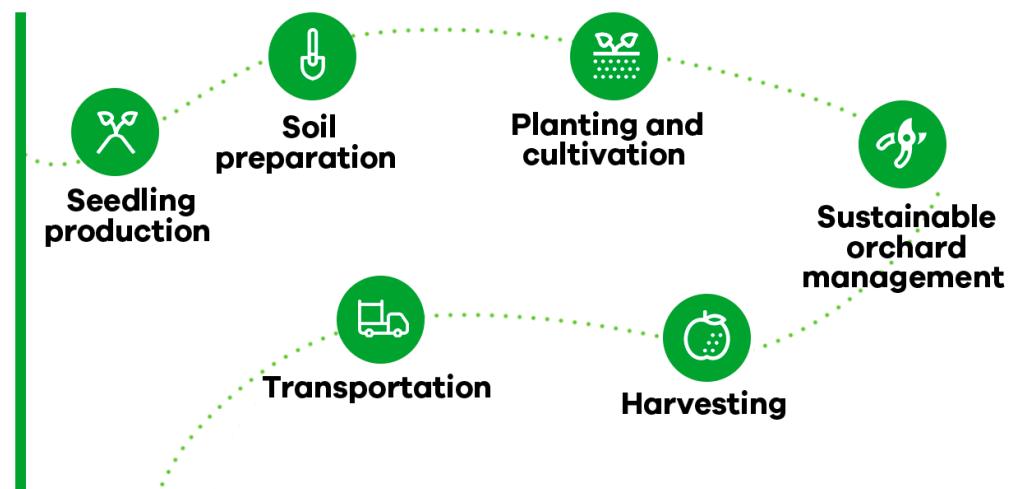 Seedling
production
Soil
preparation
Planting and
cultivation
Sustainable
orchard
management
Harvesting
Transportation